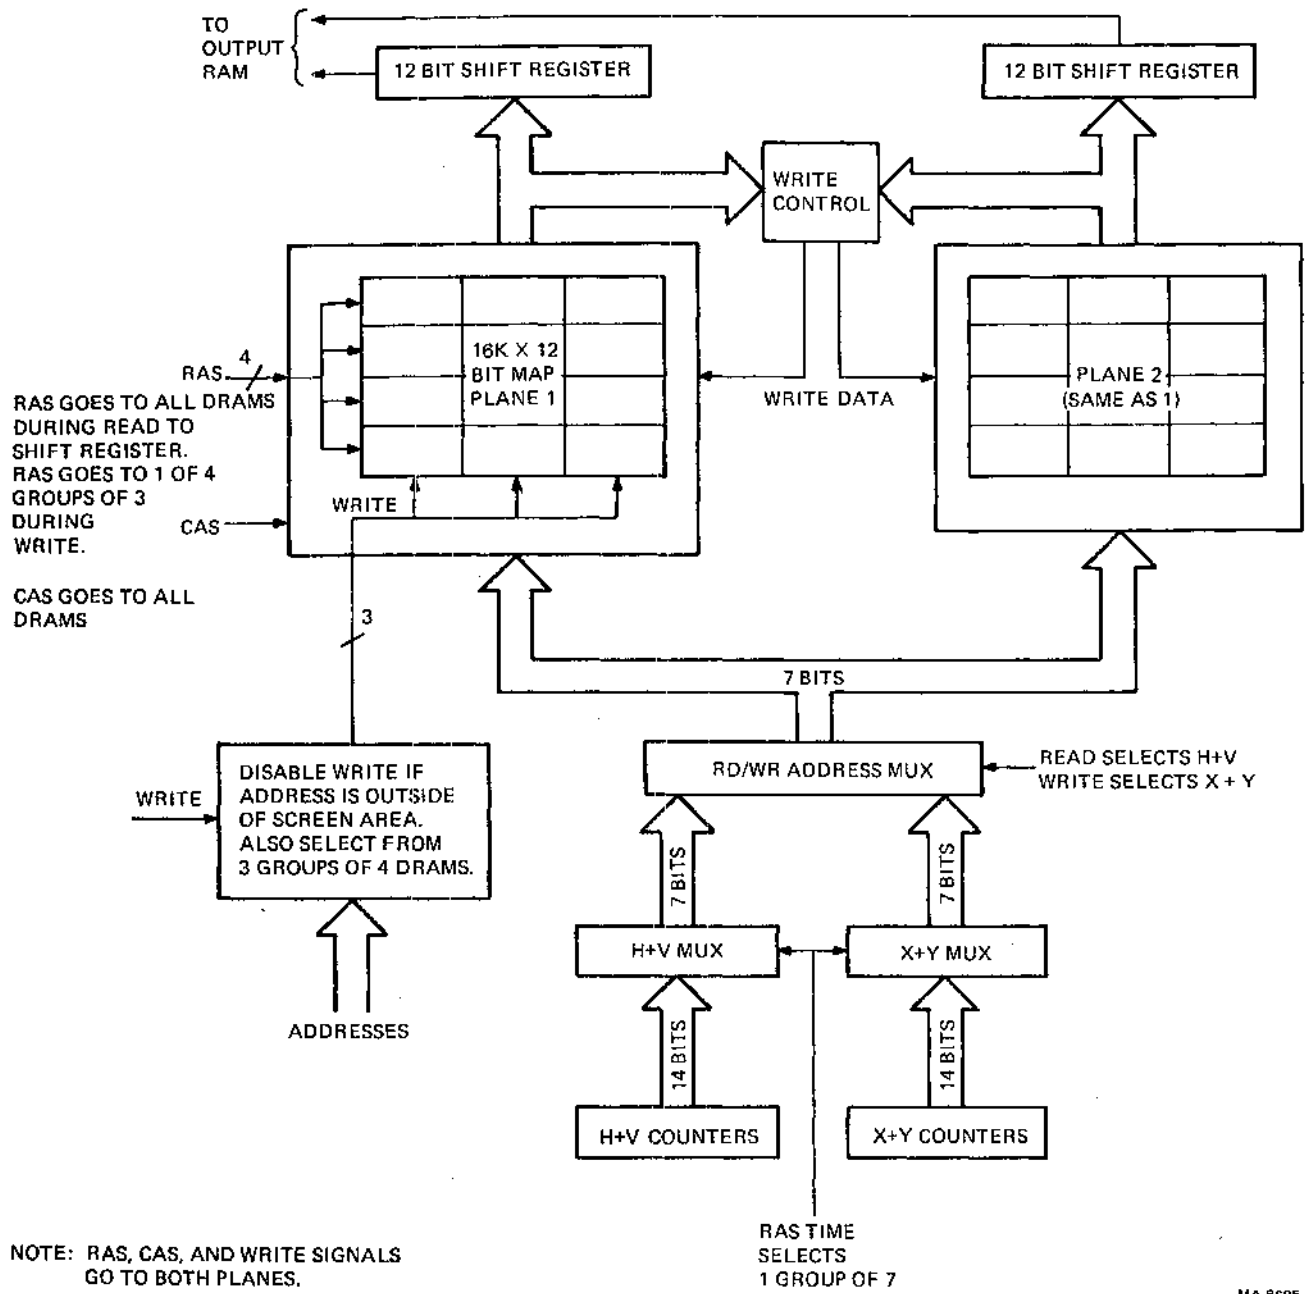 TO
OUTPUT
RAM
12 BIT SHIFT REGISTER
12 BIT SHIFT REGISTER
WRITE
CONTROL
16K X 12
BIT MAP
PLANE 1
PLANE 2
(SAME AS 1)
WRITE DATA
4
RAS
RAS GOES TO ALL DRAMS
DURING READ TO
SHIFT REGISTER.
RAS GOES TO 1 OF 4
GROUPS OF 3
DURING
WRITE.
WRITE
CAS
CAS GOES TO ALL
DRAMS
3
7 BITS
DISABLE WRITE IF
ADDRESS IS OUTSIDE
OF SCREEN AREA.
ALSO SELECT FROM
3 GROUPS OF 4 DRAMS.
WRITE
ADDRESSES
RD/WR ADDRESS MUX
READ SELECTS H+V
WRITE SELECTS X + Y
7 BITS
7 BITS
H+V MUX
X+Y MUX
14 BITS
14 BITS
H+V COUNTERS
X+Y COUNTERS
RAS TIME
SELECTS
1 GROUP OF 7
NOTE: RAS, CAS, AND WRITE SIGNALS
GO TO BOTH PLANES.